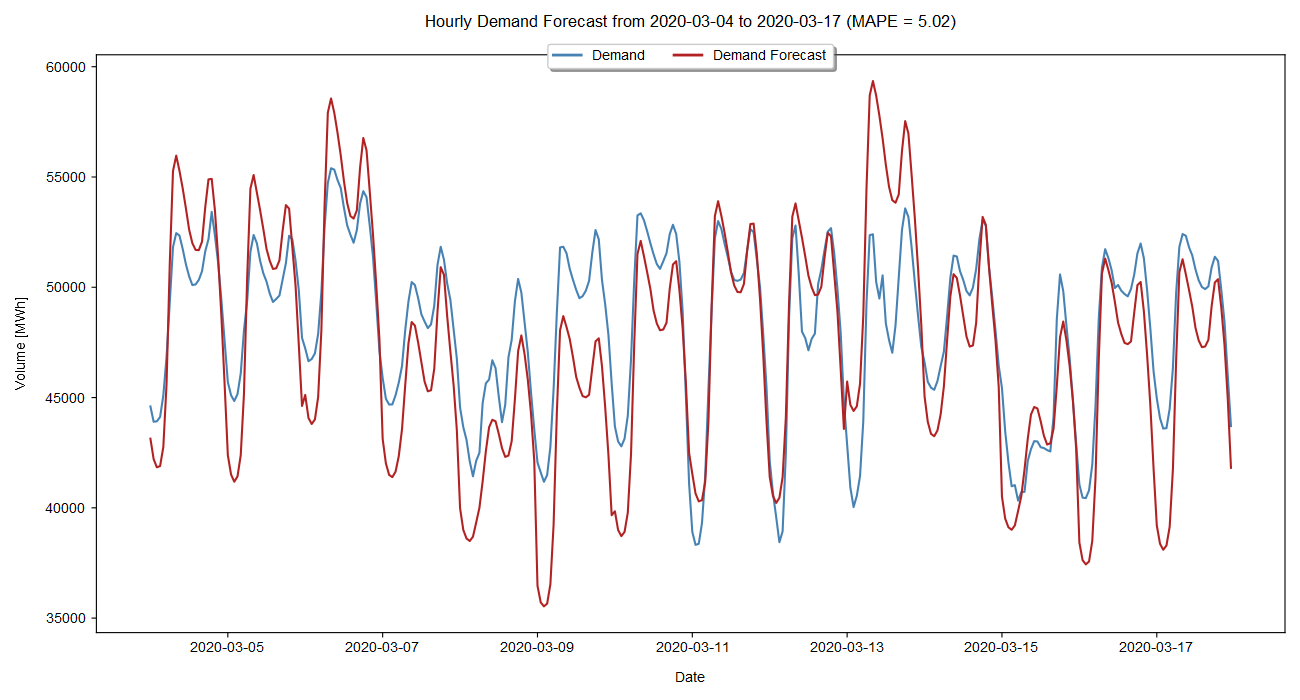 Hourly Demand Forecast from 2020-03-04 to 2020-03-17 (MAPE = 5.02)
Demand Demand Forecast
60000
55000
50000
45000
40000
35000
Volume [MWh]
2020-03-05 2020-03-07 2020-03-09 2020-03-11 2020-03-13 2020-03-15 2020-03-17
Date